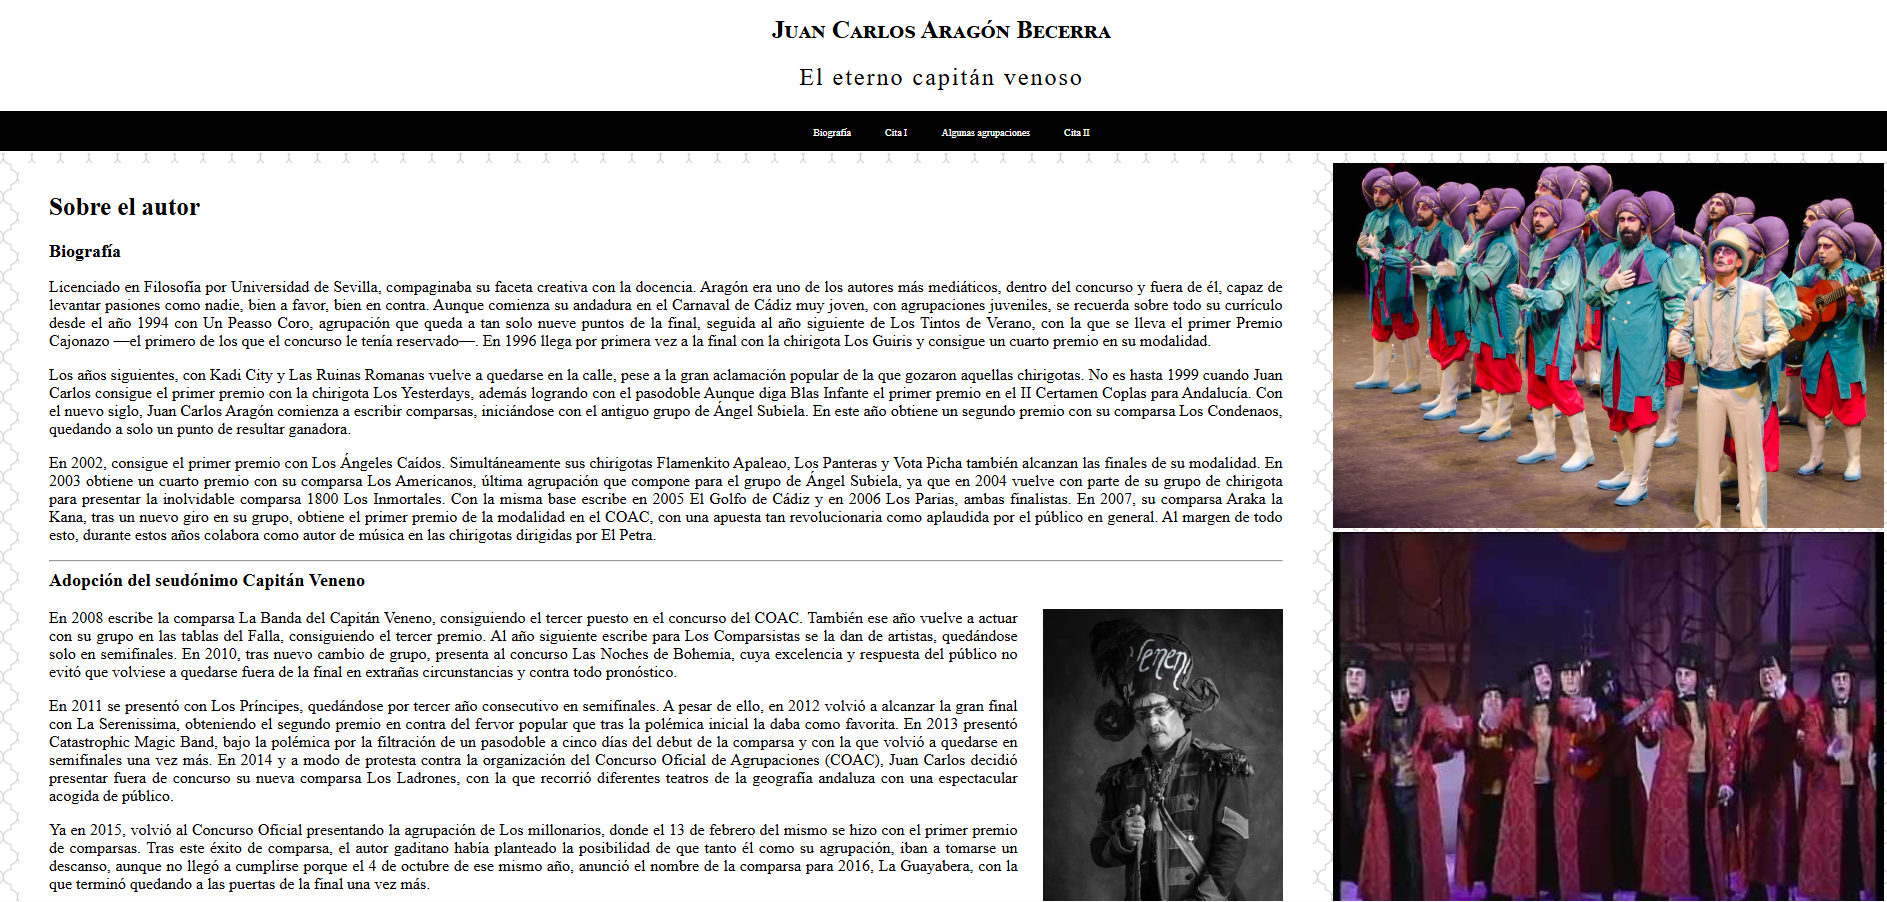 Juan Carlos Aragón Becerra
El eterno capitán venoso
Biografía Cita I Algunas agrupaciones Cita II
Sobre el autor
Biografía
Licenciado en Filosofía por Universidad de Sevilla, compaginaba su faceta creativa con la docencia. Aragón era uno de los autores más mediáticos, dentro del concurso y fuera de él, capaz de
levantar pasiones como nadie, bien a favor, bien en contra. Aunque comienza su andadura en el Carnaval de Cádiz muy joven, con agrupaciones juveniles, se recuerda sobre todo su currículo
desde el año 1994 con Un Peasso Coro, agrupación que queda a tan solo nueve puntos de la final, seguida al año siguiente de Los Tintos de Verano, con la que se lleva el primer Premio
Cajonazo —el primero de los que el concurso le tenía reservado—. En 1996 llega por primera vez a la final con la chirigota Los Guiris y consigue un cuarto premio en su modalidad.
Los años siguientes, con Kadi City y Las Ruinas Romanas vuelve a quedarse en la calle, pese a la gran aclamación popular de la que gozaron aquellas chirigotas. No es hasta 1999 cuando Juan
Carlos consigue el primer premio con la chirigota Los Yesterdays, además logrando con el pasodoble Aunque diga Blas Infante el primer premio en el II Certamen Coplas para Andalucía. Con
el nuevo siglo, Juan Carlos Aragón comienza a escribir comparsas, iniciándose con el antiguo grupo de Ángel Subiela. En este año obtiene un segundo premio con su comparsa Los Condenaos,
quedando a solo un punto de resultar ganadora.
En 2002, consigue el primer premio con Los Ángeles Caídos. Simultáneamente sus chirigotas Flamenkito Apaleao, Los Panteras y Vota Picha también alcanzan las finales de su modalidad. En
2003 obtiene un cuarto premio con su comparsa Los Americanos, última agrupación que compone para el grupo de Ángel Subiela, ya que en 2004 vuelve con parte de su grupo de chirigota
para presentar la inolvidable comparsa 1800 Los Inmortales. Con la misma base escribe en 2005 El Golfo de Cádiz y en 2006 Los Parias, ambas finalistas. En 2007, su comparsa Araka la
Kana, tras un nuevo giro en su grupo, obtiene el primer premio de la modalidad en el COAC, con una apuesta tan revolucionaria como aplaudida por el público en general. Al margen de todo
esto, durante estos años colabora como autor de música en las chirigotas dirigidas por El Petra.
Adopción del seudónimo Capitán Veneno
En 2008 escribe la comparsa La Banda del Capitán Veneno, consiguiendo el tercer puesto en el concurso del COAC. También ese año vuelve a actuar
con su grupo en las tablas del Falla, consiguiendo el tercer premio. Al año siguiente escribe para Los Comparsistas se la dan de artistas, quedándose
solo en semifinales. En 2010, tras nuevo cambio de grupo, presenta al concurso Las Noches de Bohemia, cuya excelencia y respuesta del público no
evitó que volviese a quedarse fuera de la final en extrañas circunstancias y contra todo pronóstico.
En 2011 se presentó con Los Príncipes, quedándose por tercer año consecutivo en semifinales. A pesar de ello, en 2012 volvió a alcanzar la gran final
con La Serenissima, obteniendo el segundo premio en contra del fervor popular que tras la polémica inicial la daba como favorita. En 2013 presentó
Catastrophic Magic Band, bajo la polémica por la filtración de un pasodoble a cinco días del debut de la comparsa y con la que volvió a quedarse en
semifinales una vez más. En 2014 y a modo de protesta contra la organización del Concurso Oficial de Agrupaciones (COAC), Juan Carlos decidió
presentar fuera de concurso su nueva comparsa Los Ladrones, con la que recorrió diferentes teatros de la geografía andaluza con una espectacular
acogida de público.
Ya en 2015, volvió al Concurso Oficial presentando la agrupación de Los millonarios, donde el 13 de febrero del mismo se hizo con el primer premio
de comparsas. Tras este éxito de comparsa, el autor gaditano había planteado la posibilidad de que tanto él como su agrupación, iban a tomarse un
descanso, aunque no llegó a cumplirse porque el 4 de octubre de ese mismo año, anunció el nombre de la comparsa para 2016, La Guayabera, con la
que terminó quedando a las puertas de la final una vez más.